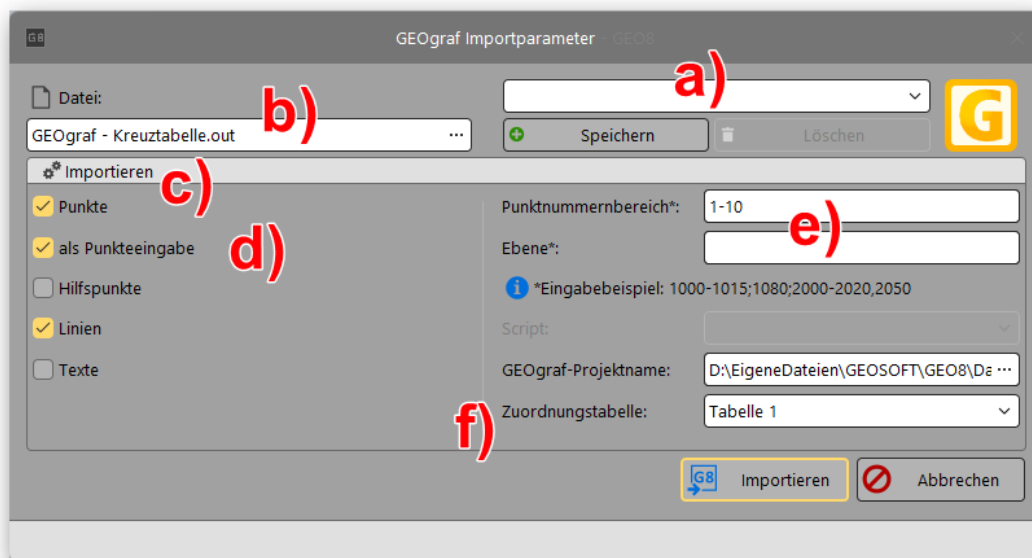 G8 GEOgraf Importparameter - GEO8
Datei:
a)
b)
GEOgraf - Kreuztabelle.out ...
Speichern Löschen
G
Importieren
c)
Punkte Punktnummernbereich*: 1-10
e)
als Punkteeingabe Ebene*:
d)
Hilfspunkte i *Eingabebeispiel: 1000-1015;1080;2000-2020,2050
Linien Script:
Texte GEOgraf-Projektname: D:\EigeneDateien\GEOSOFT\GEO8\Da ...
f)
Zuordnungstabelle: Tabelle 1
G8 Importieren Abbrechen